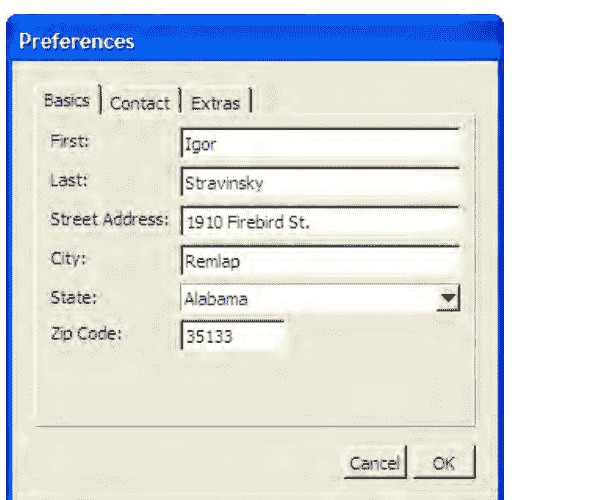 Preferences
Basics Contact Extras
First: Igor
Last: Stravinsky
Street Address: 1910 Firebird St.
City: Remlap
State: Alabama
Zip Code: 35133
Cancel OK